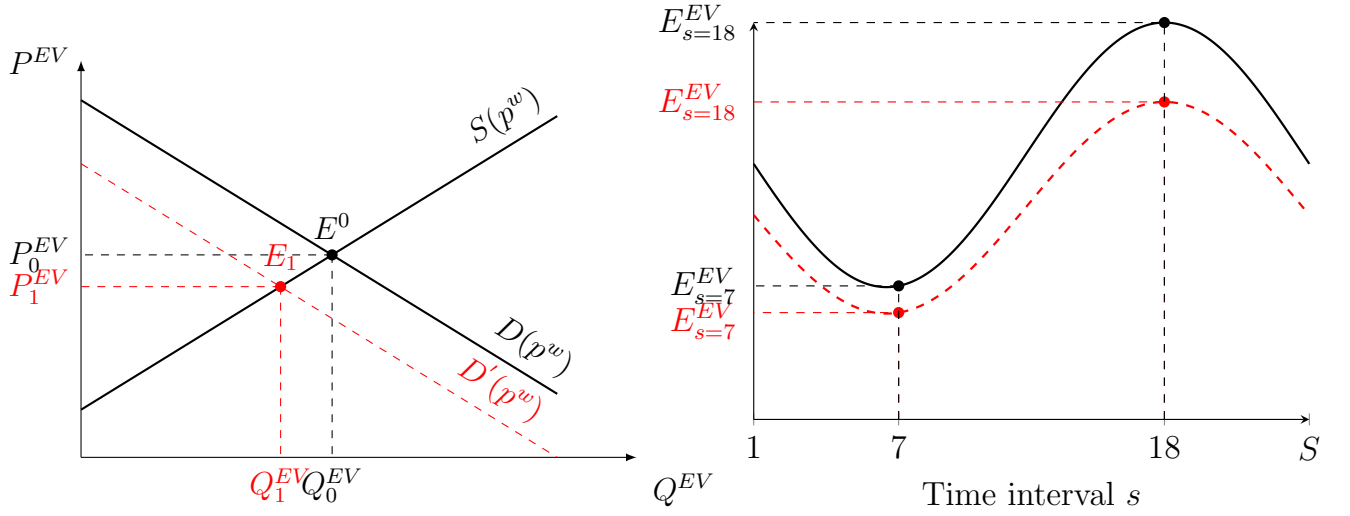 P^{EV}
S(p^w)
E^0
E_1
P_0^{EV}
P_1^{EV}
D(p^w)
D'(p^w)
Q_1^{EV}
Q_0^{EV}
Q^{EV}
E_{s=18}^{EV}
E_{s=18}^{EV}
E_{s=7}^{EV}
E_{s=7}^{EV}
1
7
18
S
Time interval s